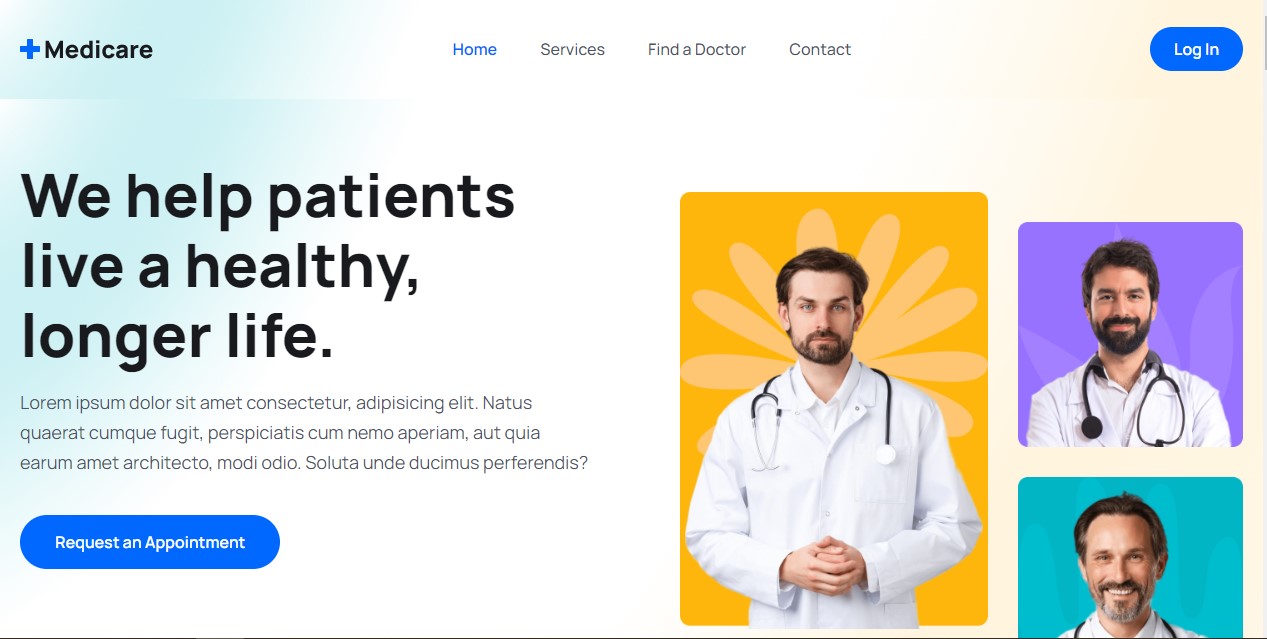 Medicare
Home
Services
Find a Doctor
Contact
Log In
We help patients
live a healthy,
longer life.
Lorem ipsum dolor sit amet consectetur, adipisicing elit. Natus
quaerat cumque fugit, perspiciatis cum nemo aperiam, aut quia
earum amet architecto, modi odio. Soluta unde ducimus perferendis?
Request an Appointment